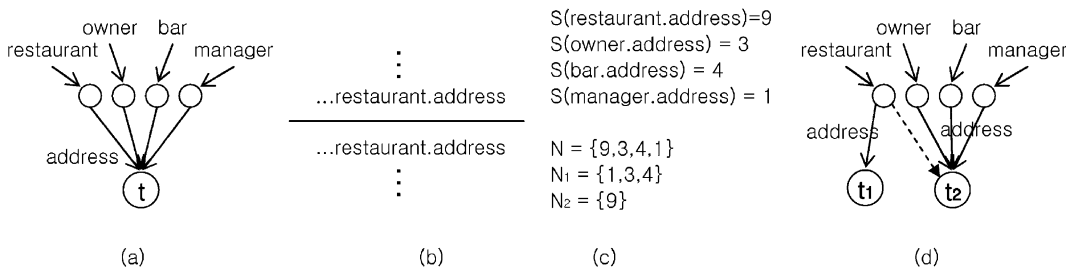 owner bar
restaurant manager
address
t
(a)
...restaurant.address
...restaurant.address
(b)
S(restaurant.address)=9
S(owner.address) = 3
S(bar.address) = 4
S(manager.address) = 1
N = {9,3,4,1}
N₁ = {1,3,4}
N₂ = {9}
(c)
owner bar
restaurant manager
address address
t₁ t₂
(d)